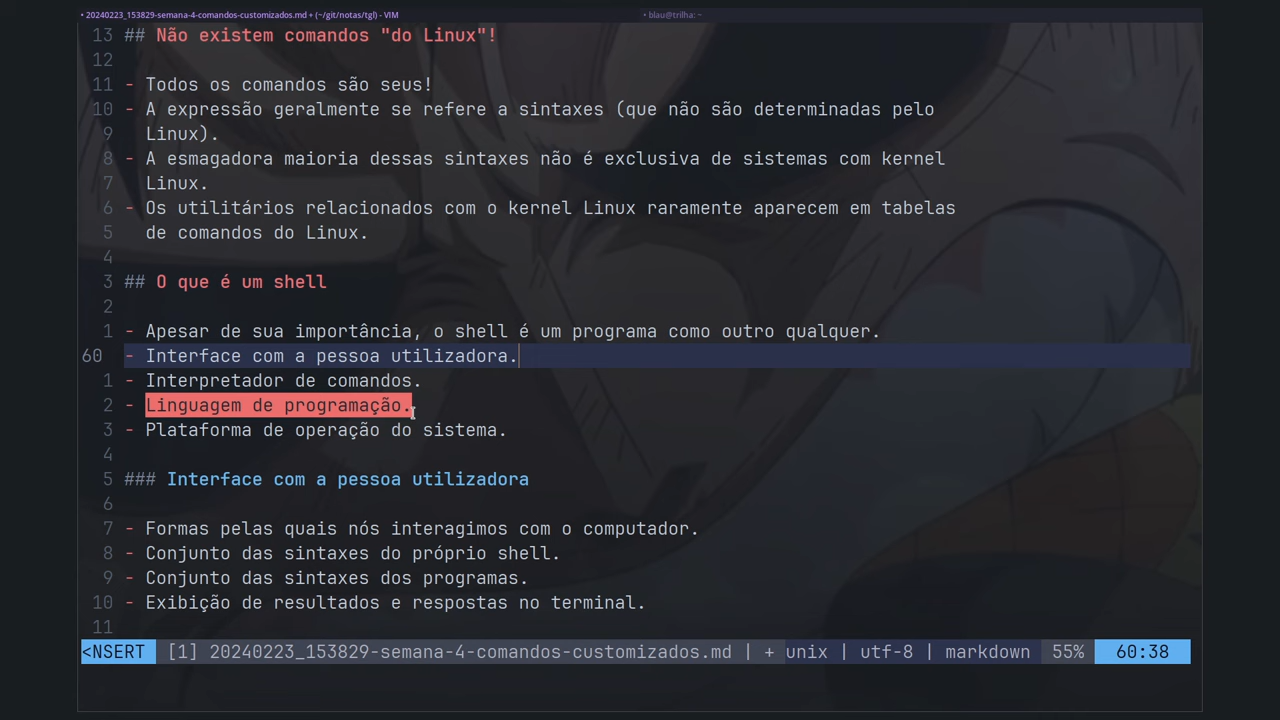 • 20240223_153829-semana-4-comandos-customizados.md + (~/git/notas/tgl) - VIM
• blau@trilha: ~
13 ## Não existem comandos "do Linux"!
12
11 - Todos os comandos são seus!
10 - A expressão geralmente se refere a sintaxes (que não são determinadas pelo
9 Linux).
8 - A esmagadora maioria dessas sintaxes não é exclusiva de sistemas com kernel
7 Linux.
6 - Os utilitários relacionados com o kernel Linux raramente aparecem em tabelas
5 de comandos do Linux.
4
3 ## O que é um shell
2
1 - Apesar de sua importância, o shell é um programa como outro qualquer.
60 - Interface com a pessoa utilizadora.
1 - Interpretador de comandos.
2 - Linguagem de programação.
3 - Plataforma de operação do sistema.
4
5 ### Interface com a pessoa utilizadora
6
7 - Formas pelas quais nós interagimos com o computador.
8 - Conjunto das sintaxes do próprio shell.
9 - Conjunto das sintaxes dos programas.
10 - Exibição de resultados e respostas no terminal.
11
<NSERT [1] 20240223_153829-semana-4-comandos-customizados.md | + unix | utf-8 | markdown 55% 60:38